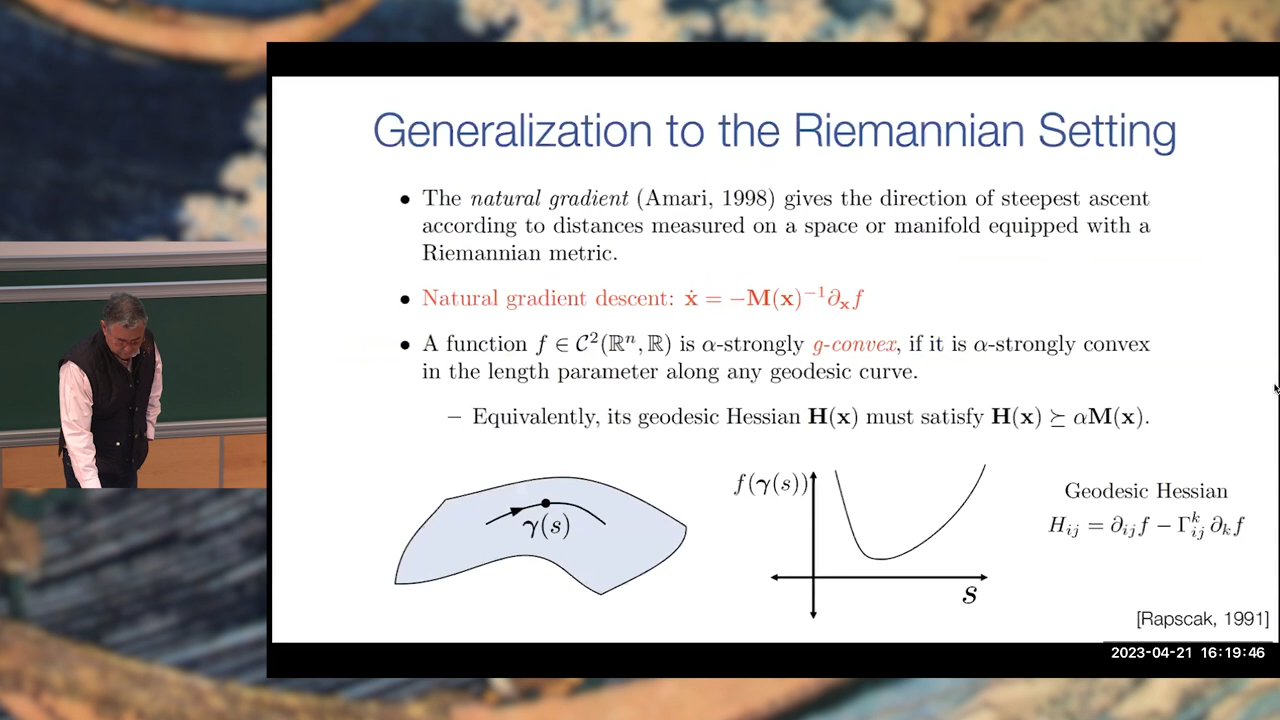 Generalization to the Riemannian Setting
• The natural gradient (Amari, 1998) gives the direction of steepest ascent
according to distances measured on a space or manifold equipped with a
Riemannian metric.
• Natural gradient descent: ẋ = −M(x)⁻¹∂ₓf
• A function f ∈ C²(ℝⁿ, ℝ) is α-strongly g-convex, if it is α-strongly convex
in the length parameter along any geodesic curve.
– Equivalently, its geodesic Hessian H(x) must satisfy H(x) ⪰ αM(x).
γ(s)
f(γ(s))
s
Geodesic Hessian
Hᵢⱼ = ∂ᵢⱼf − Γᵏᵢⱼ ∂ₖf
[Rapscak, 1991]
2023-04-21 16:19:46